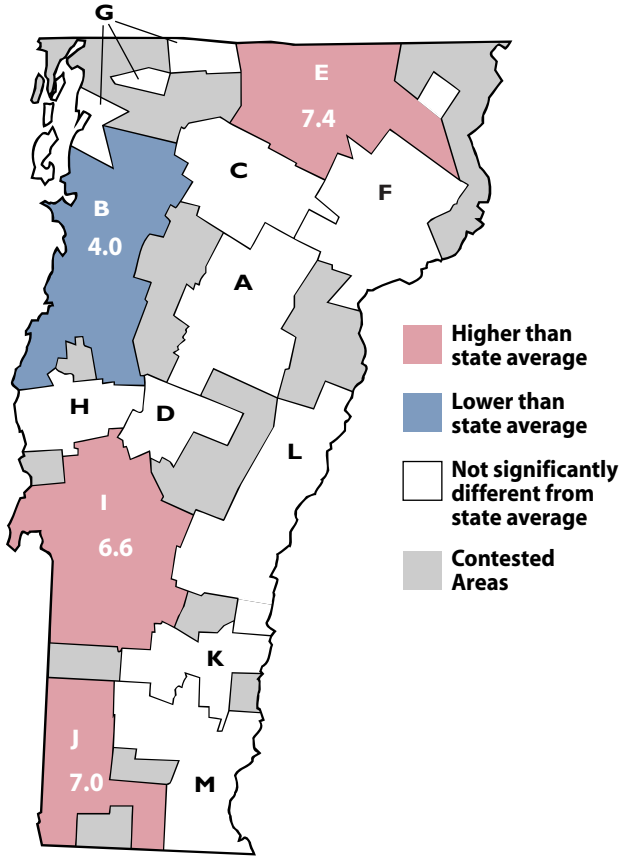 G
E
7.4
C
F
B
4.0
A
Higher than
state average
Lower than
state average
H
D
L
Not significantly
different from
state average
I
6.6
Contested
Areas
K
J
7.0
M